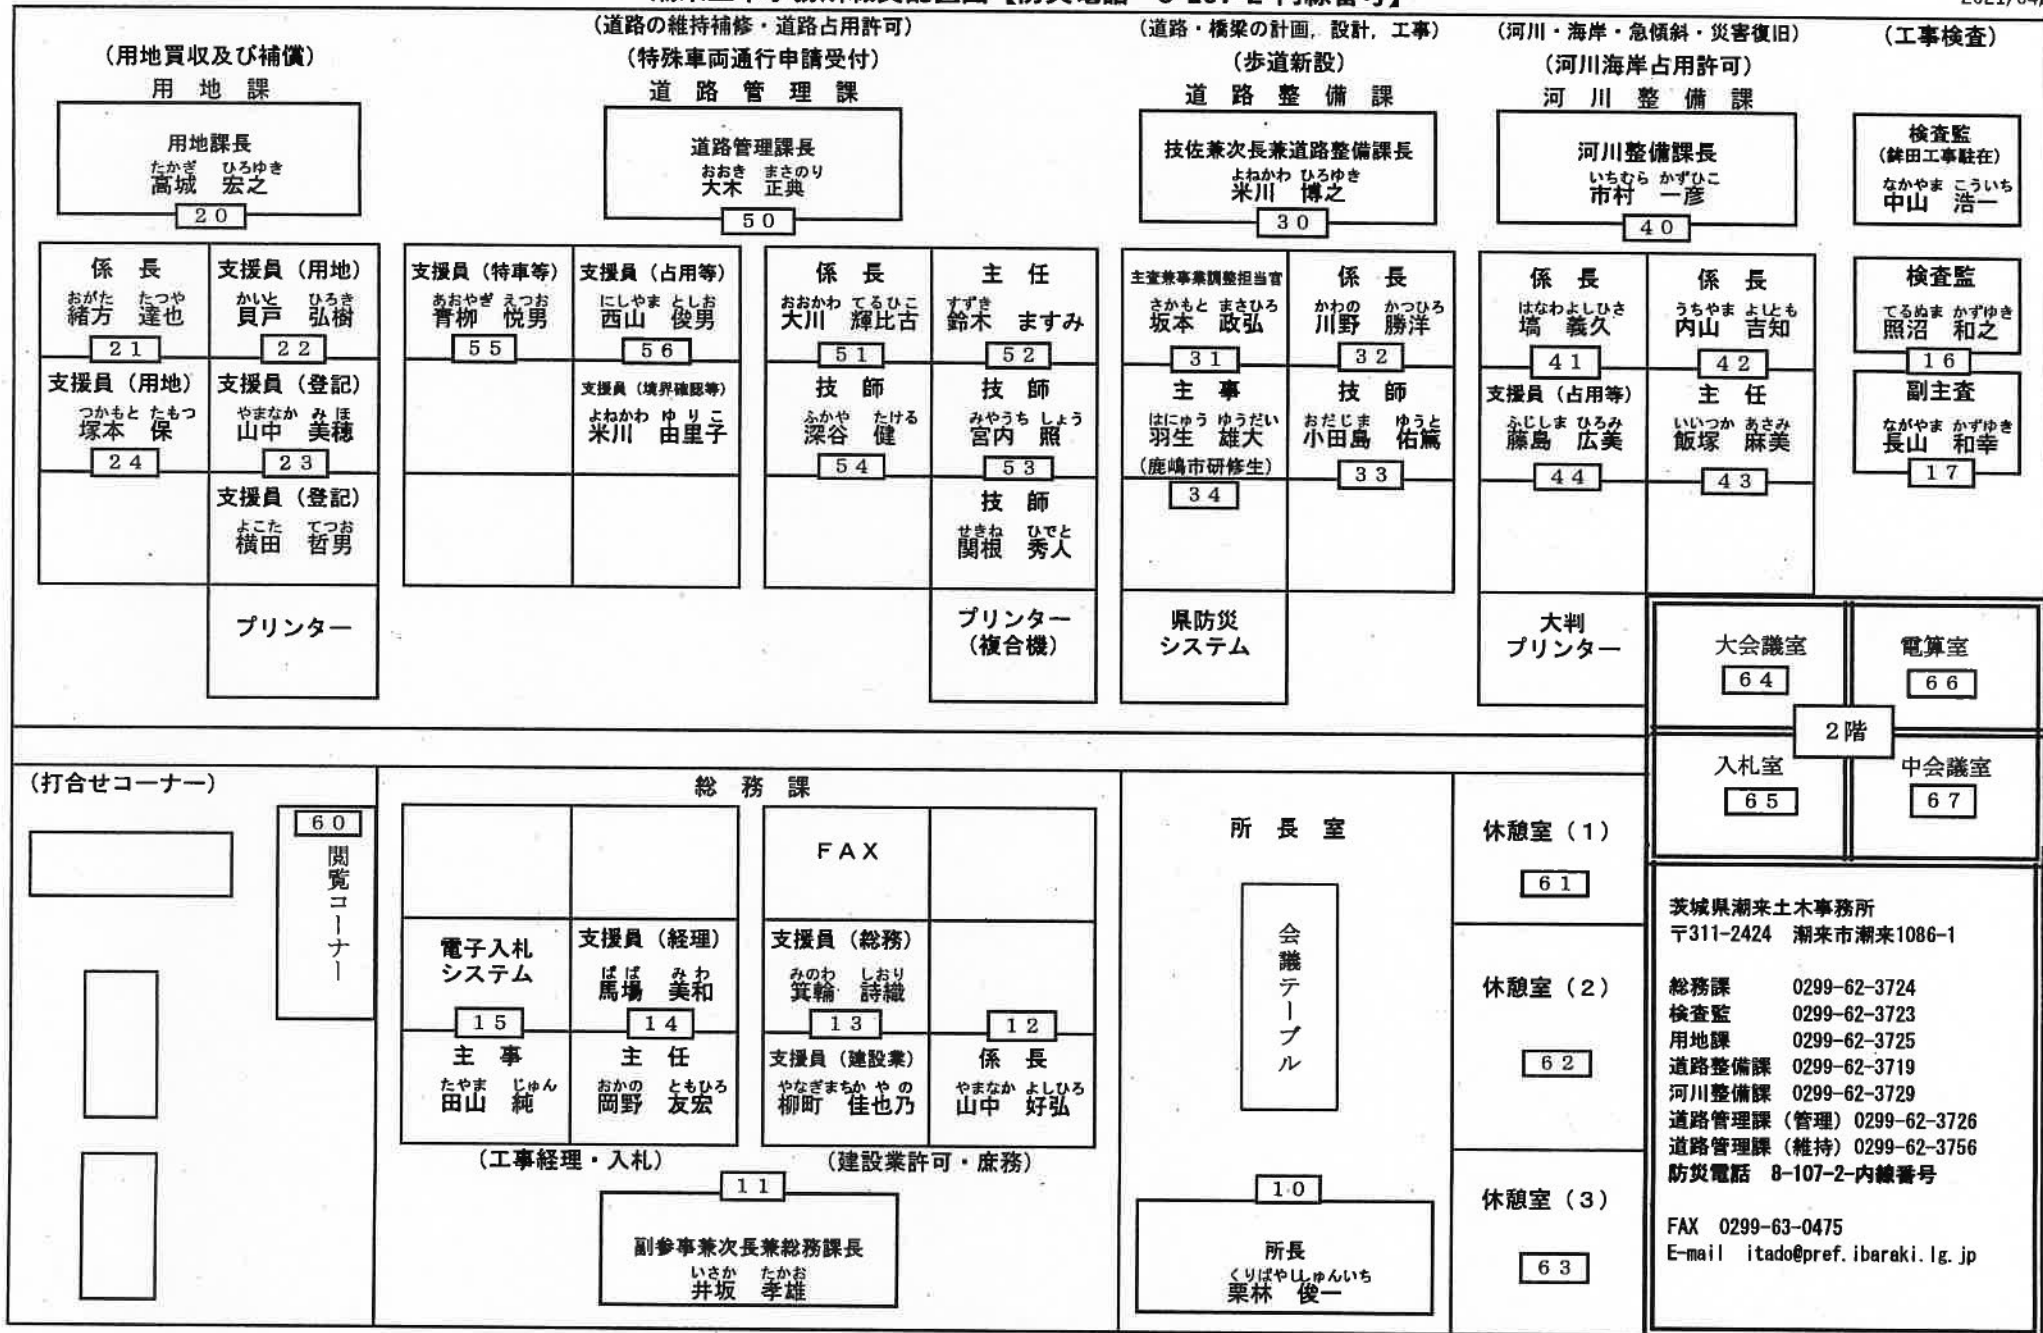 (用地買収及び補償)
用 地 課
用地課長
たかぎ ひろゆき
高城 宏之
20
係 長
おがた たつや
緒方 達也
21
支援員(用地)
かいと ひろき
貝戸 弘樹
22
支援員(用地)
つかもと たもつ
塚本 保
24
支援員(登記)
やまなか みほ
山中 美穂
23
支援員(登記)
よこた てつお
横田 哲男
プリンター
(道路の維持補修・道路占用許可)
(特殊車両通行申請受付)
道 路 管 理 課
道路管理課長
おおき まさのり
大木 正典
50
支援員(特車等)
あおやぎ えつお
青柳 悦男
55
支援員(占用等)
にしやま としお
西山 俊男
56
支援員(境界確認等)
よねかわ ゆりこ
米川 由里子
係 長
おおかわ てるひこ
大川 輝比古
51
主 任
すずき
鈴木 ますみ
52
技 師
ふかや たける
深谷 健
54
技 師
みやうち しょう
宮内 照
53
技 師
せきね ひでと
関根 秀人
プリンター
(複合機)
(道路・橋梁の計画,設計,工事)
(歩道新設)
道 路 整 備 課
技佐兼次長兼道路整備課長
よねかわ ひろゆき
米川 博之
30
主査兼事業調整担当官
さかもと まさひろ
坂本 政弘
31
係 長
かわの かつひろ
川野 勝洋
32
主 事
はにゅう ゆうだい
羽生 雄大
(鹿嶋市研修生)
34
技 師
おだじま ゆうと
小田島 佑篤
33
県防災
システム
(河川・海岸・急傾斜・災害復旧)
(河川海岸占用許可)
河 川 整 備 課
河川整備課長
いちむら かずひこ
市村 一彦
40
係 長
はなわ よしひさ
塙 義久
41
係 長
うちやま よしとも
内山 吉知
42
支援員(占用等)
ふじしま ひろみ
藤島 広美
44
主 任
いいつか あさみ
飯塚 麻美
43
大判
プリンター
(工事検査)
検査監
(鉾田工事駐在)
なかやま こういち
中山 浩一
検査監
てるぬま かずゆき
照沼 和之
16
副主査
ながやま かずゆき
長山 和幸
17
大会議室
64
電算室
66
2階
入札室
65
中会議室
67
(打合せコーナー)
60
閲覧コーナー
総 務 課
FAX
電子入札
システム
15
支援員(経理)
ばば みわ
馬場 美和
14
支援員(総務)
みのわ しおり
箕輪 詩織
13
12
主 事
たやま じゅん
田山 純
主 任
おかの ともひろ
岡野 友宏
支援員(建設業)
やなぎまち かやの
柳町 佳也乃
係 長
やまなか よしひろ
山中 好弘
(工事経理・入札)
(建設業許可・庶務)
11
副参事兼次長兼総務課長
いさか たかお
井坂 孝雄
所 長 室
会議テーブル
10
所長
くりばやし しゅんいち
栗林 俊一
休憩室(1)
61
休憩室(2)
62
休憩室(3)
63
茨城県潮来土木事務所
〒311-2424 潮来市潮来1086-1
総務課 0299-62-3724
検査監 0299-62-3723
用地課 0299-62-3725
道路整備課 0299-62-3719
河川整備課 0299-62-3729
道路管理課(管理)0299-62-3726
道路管理課(維持)0299-62-3756
防災電話 8-107-2-内線番号
FAX 0299-63-0475
E-mail itado@pref.ibaraki.lg.jp